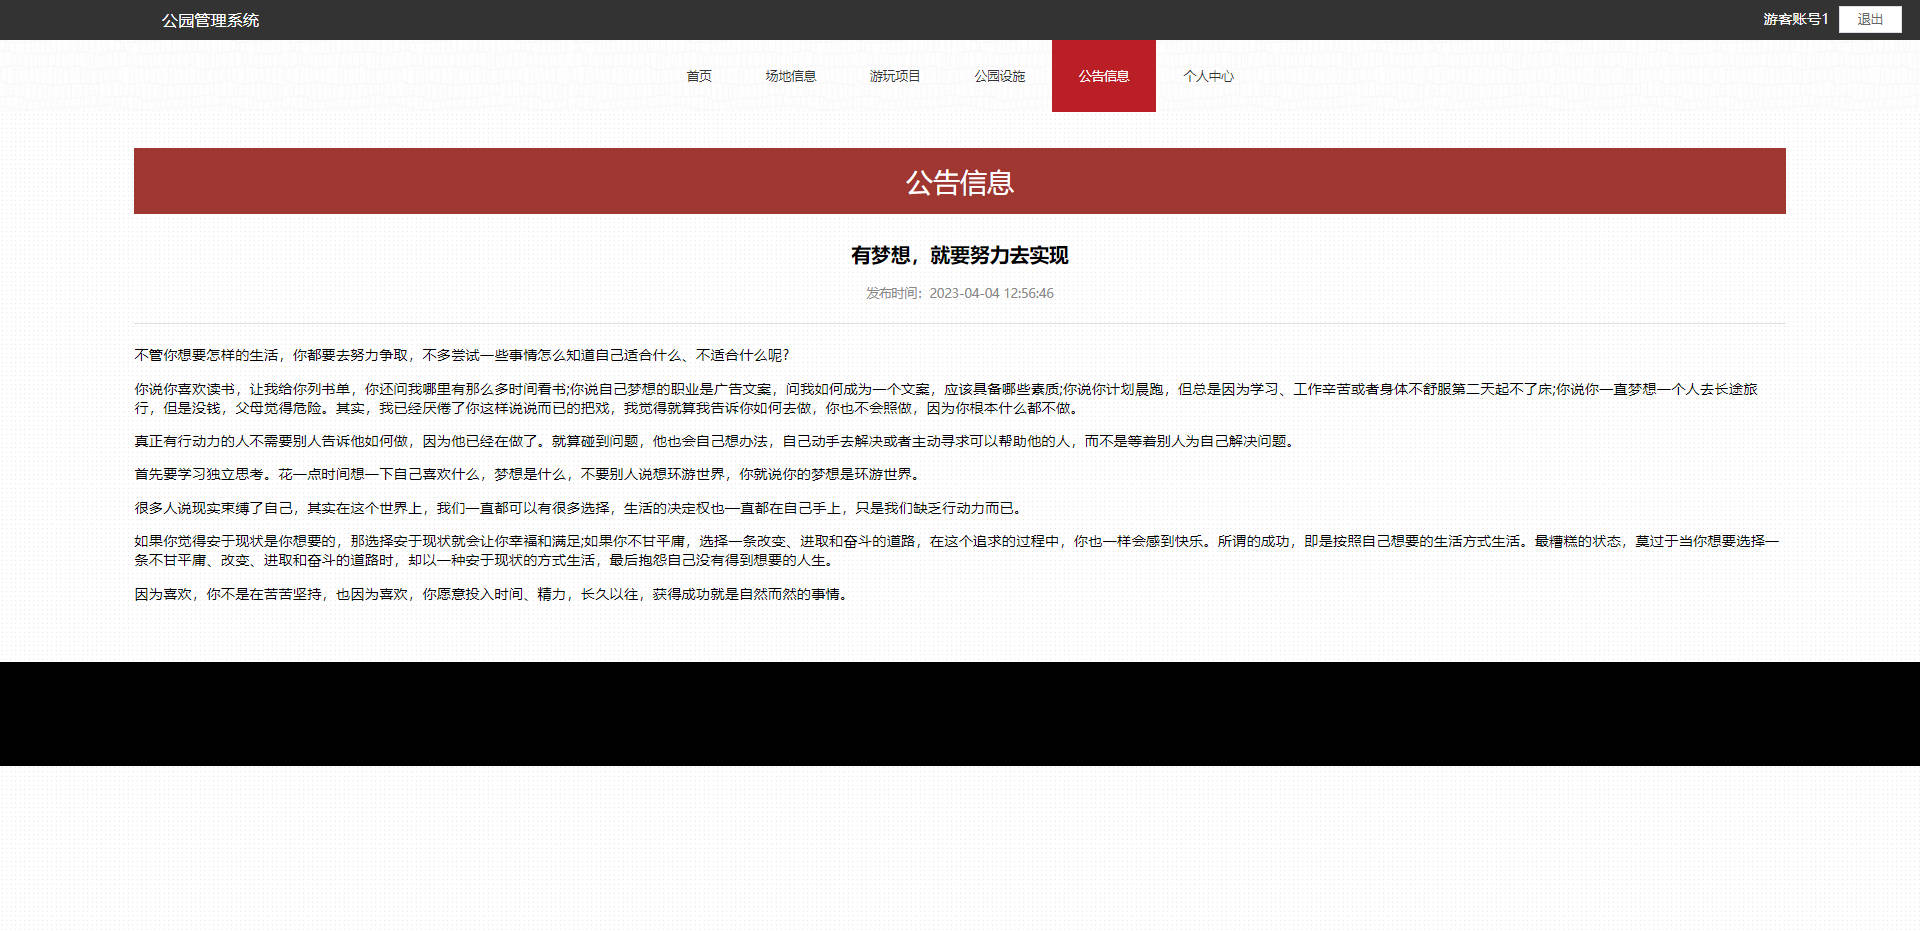 公园管理系统
游客账号1
退出
首页
场地信息
游玩项目
公园设施
公告信息
个人中心
公告信息
有梦想，就要努力去实现
发布时间：2023-04-04 12:56:46
不管你想要怎样的生活，你都要去努力争取，不多尝试一些事情怎么知道自己适合什么、不适合什么呢?
你说你喜欢读书，让我给你列书单，你还问我哪里有那么多时间看书;你说自己梦想的职业是广告文案，问我如何成为一个文案，应该具备哪些素质;你说你计划晨跑，但总是因为学习、工作辛苦或者身体不舒服第二天起不了床;你说你一直梦想一个人去长途旅
行，但是没钱，父母觉得危险。其实，我已经厌倦了你这样说说而已的把戏，我觉得就算我告诉你如何去做，你也不会照做，因为你根本什么都不做。
真正有行动力的人不需要别人告诉他如何做，因为他已经在做了。就算碰到问题，他也会自己想办法，自己动手去解决或者主动寻求可以帮助他的人，而不是等着别人为自己解决问题。
首先要学习独立思考。花一点时间想一下自己喜欢什么，梦想是什么，不要别人说想环游世界，你就说你的梦想是环游世界。
很多人说现实束缚了自己，其实在这个世界上，我们一直都可以有很多选择，生活的决定权也一直都在自己手上，只是我们缺乏行动力而已。
如果你觉得安于现状是你想要的，那选择安于现状就会让你幸福和满足;如果你不甘平庸，选择一条改变、进取和奋斗的道路，在这个追求的过程中，你也一样会感到快乐。所谓的成功，即是按照自己想要的生活方式生活。最糟糕的状态，莫过于当你想要选择一
条不甘平庸、改变、进取和奋斗的道路时，却以一种安于现状的方式生活，最后抱怨自己没有得到想要的人生。
因为喜欢，你不是在苦苦坚持，也因为喜欢，你愿意投入时间、精力，长久以往，获得成功就是自然而然的事情。